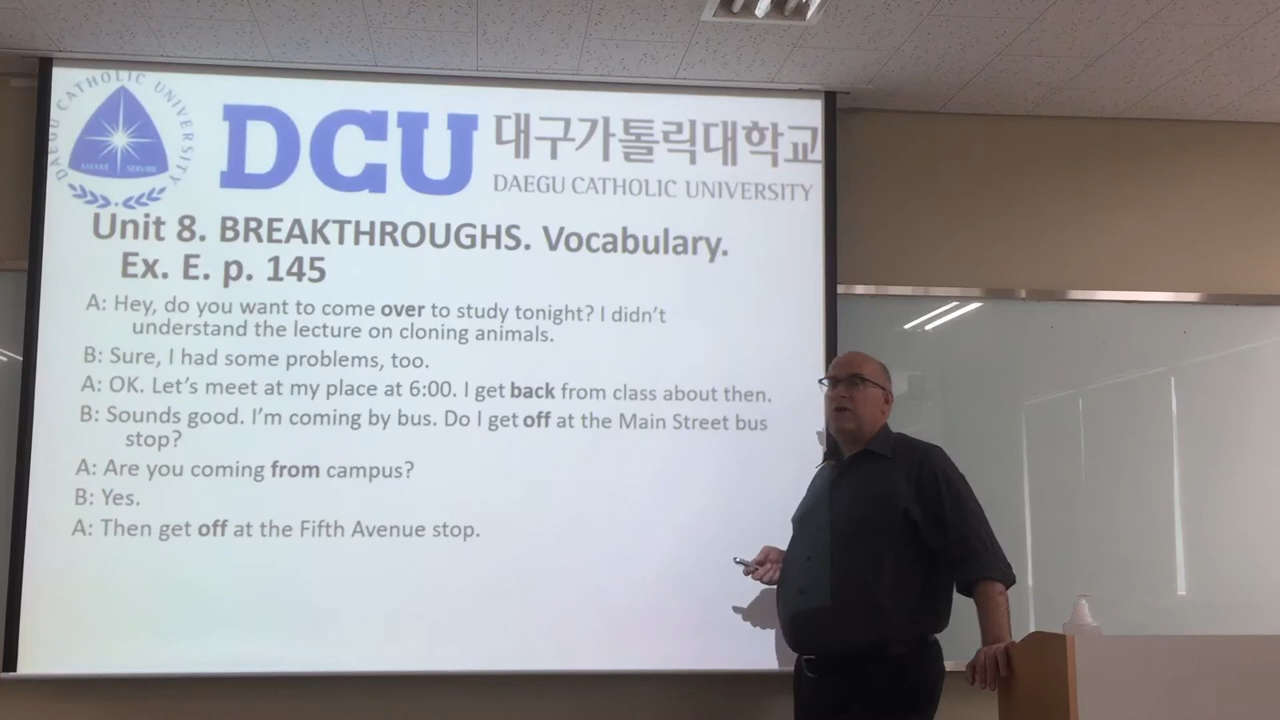 DAEGU CATHOLIC UNIVERSITY
AMARE SERVIRE
DCU 대구가톨릭대학교
DAEGU CATHOLIC UNIVERSITY
Unit 8. BREAKTHROUGHS. Vocabulary.
Ex. E. p. 145
A: Hey, do you want to come over to study tonight? I didn't
understand the lecture on cloning animals.
B: Sure, I had some problems, too.
A: OK. Let's meet at my place at 6:00. I get back from class about then.
B: Sounds good. I'm coming by bus. Do I get off at the Main Street bus
stop?
A: Are you coming from campus?
B: Yes.
A: Then get off at the Fifth Avenue stop.